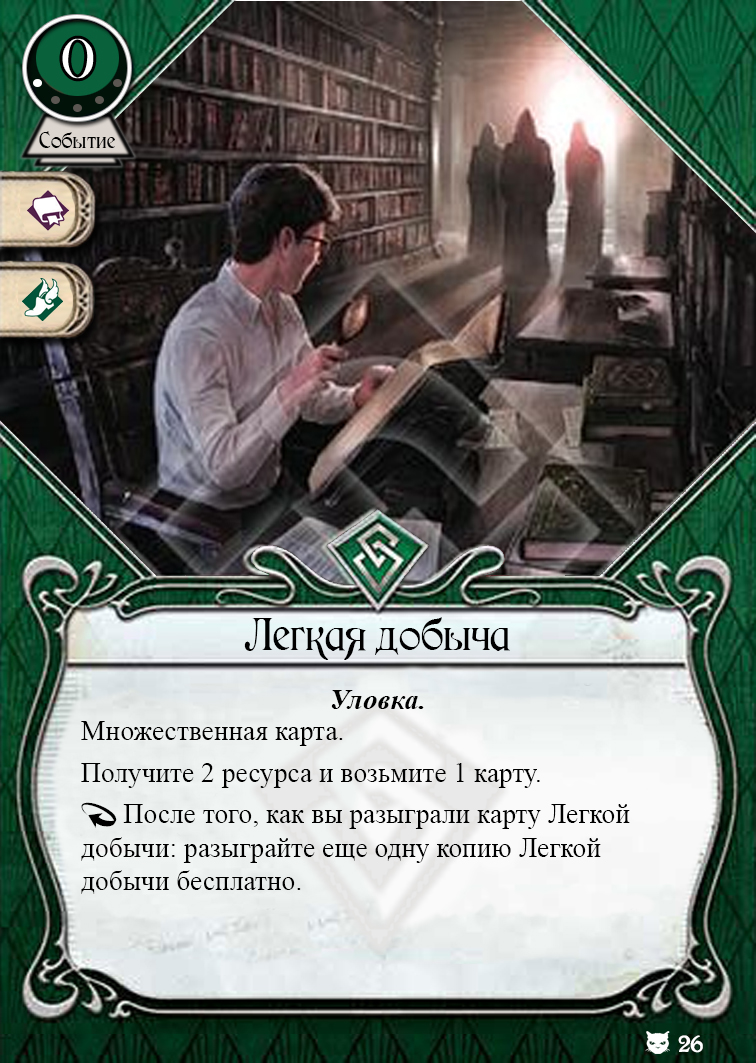 0
Событие
Легкая добыча
Уловка.
Множественная карта.
Получите 2 ресурса и возьмите 1 карту.
После того, как вы разыграли карту Легкой
добычи: разыграйте еще одну копию Легкой
добычи бесплатно.
26